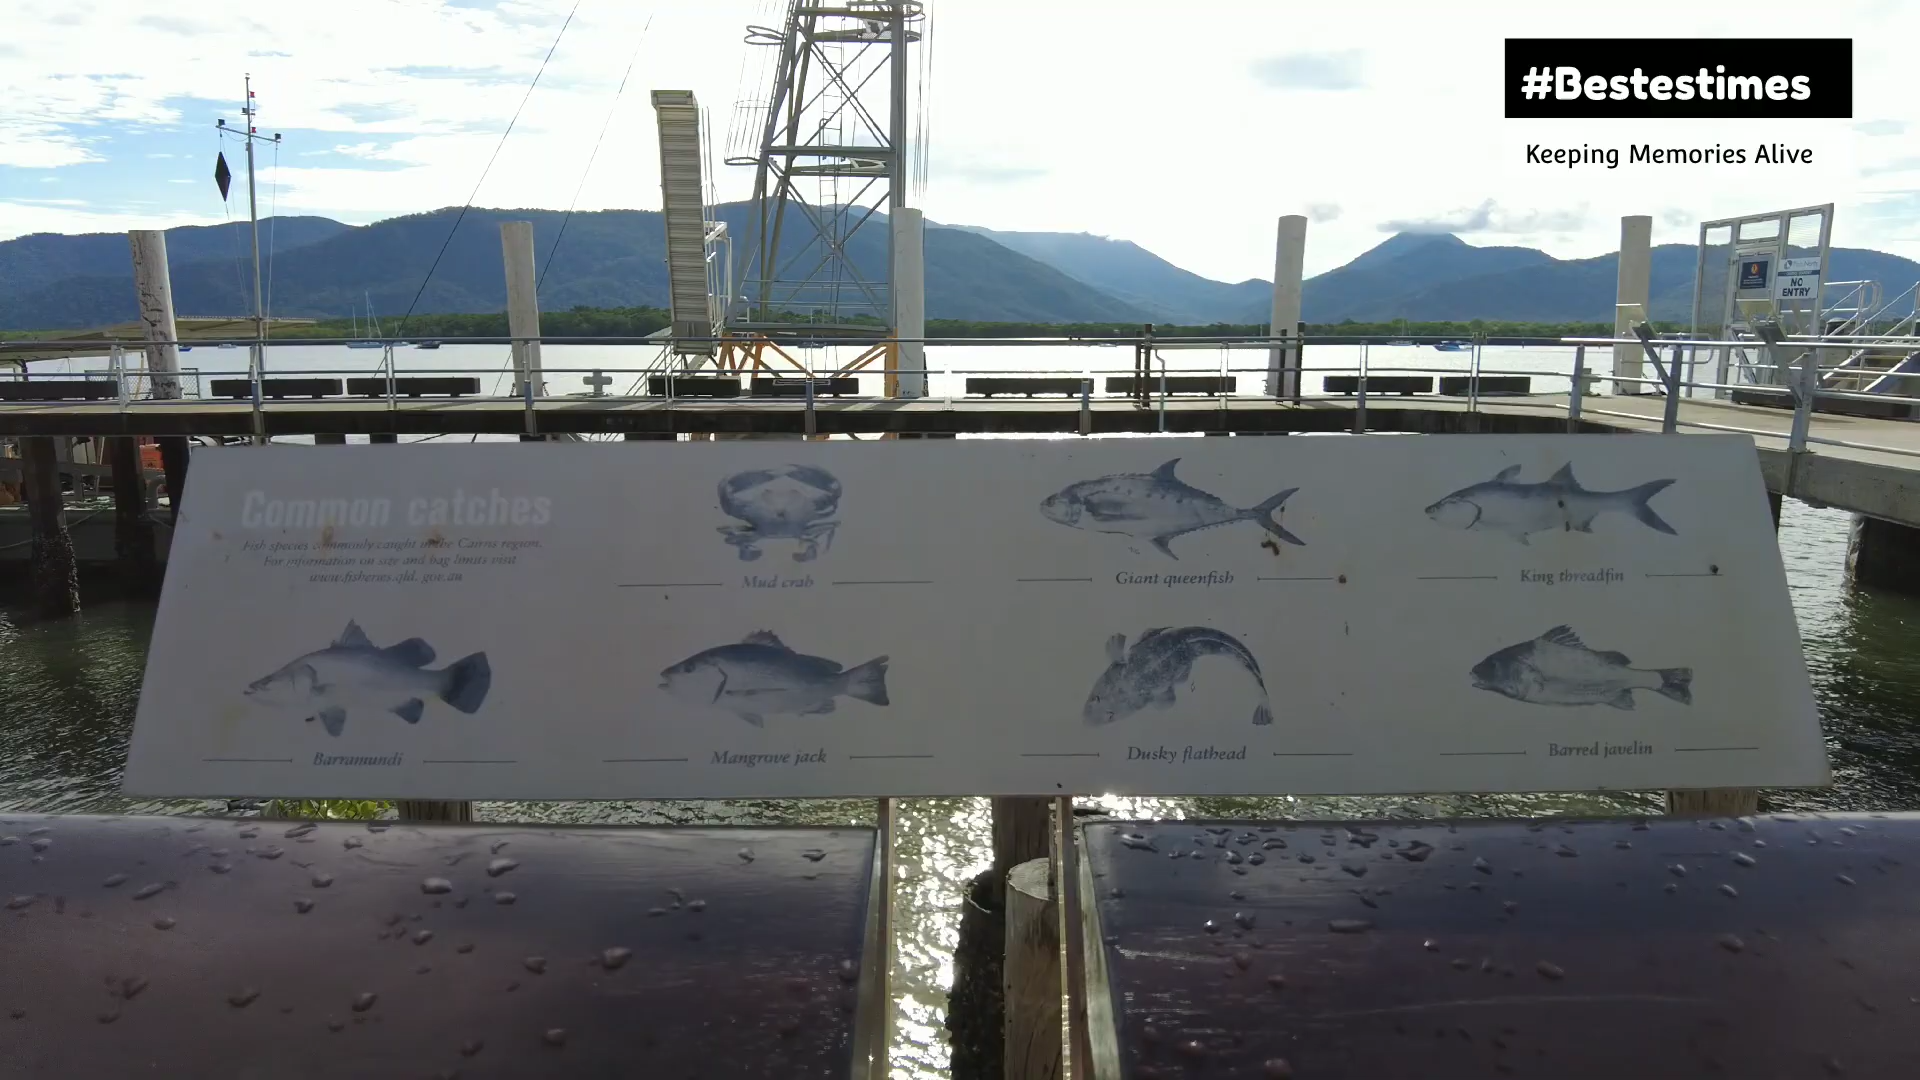 #Bestestimes
Keeping Memories Alive
NO
ENTRY
Common catches
Fish species commonly caught in the Cairns region.
For information on size and bag limits visit
www.fisheries.qld. gov.au
Mud crab
Giant queenfish
King threadfin
Barramundi
Mangrove jack
Dusky flathead
Barred javelin